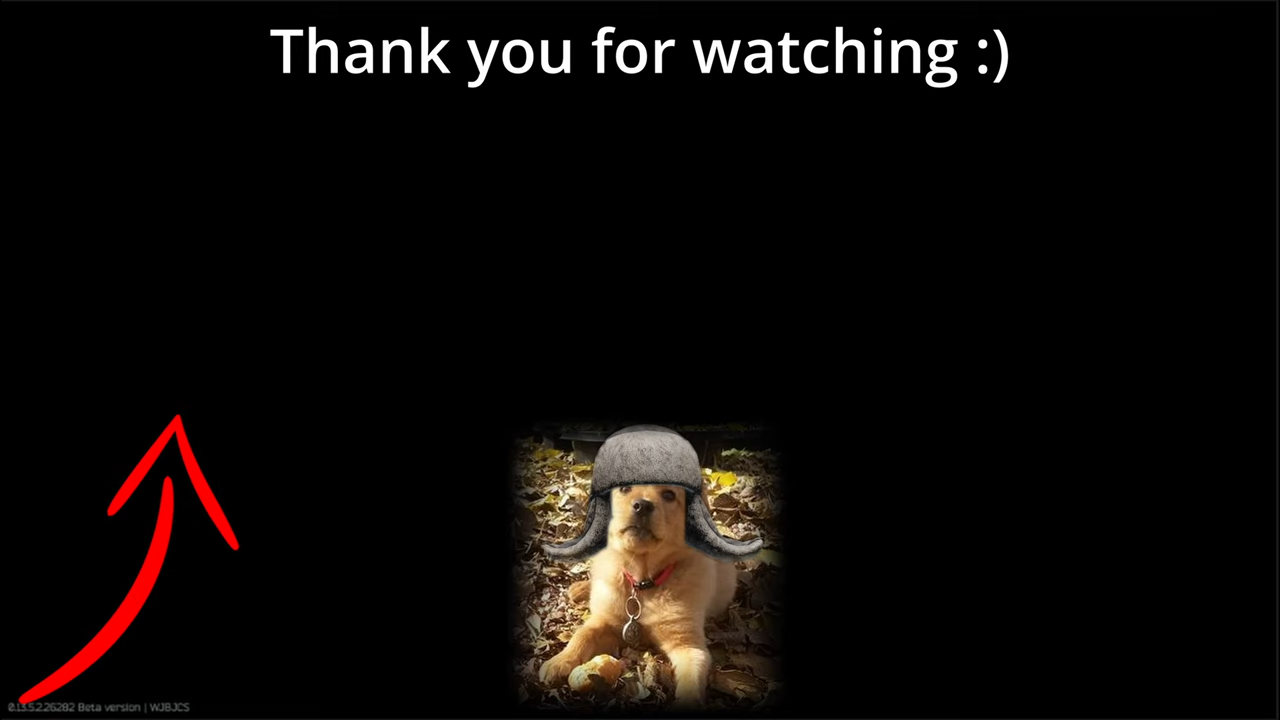 Thank you for watching :)
0.13.5.2.26282 Beta version | WJBJCS